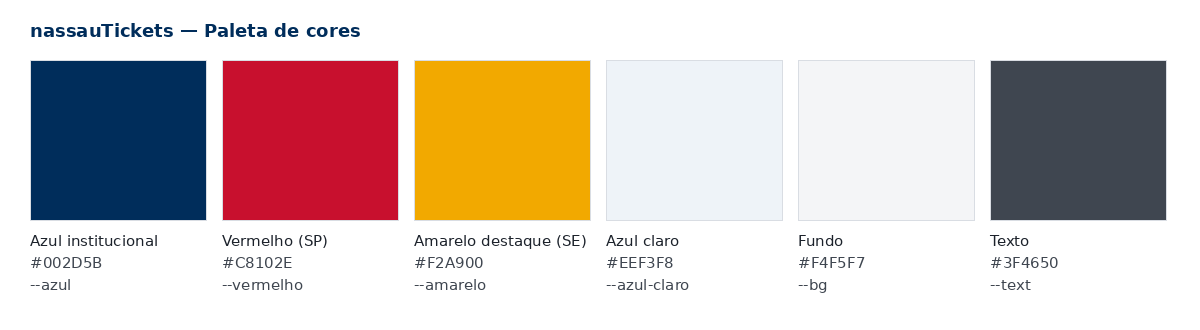 nassauTickets — Paleta de cores
Azul institucional
#002D5B
--azul
Vermelho (SP)
#C8102E
--vermelho
Amarelo destaque (SE)
#F2A900
--amarelo
Azul claro
#EEF3F8
--azul-claro
Fundo
#F4F5F7
--bg
Texto
#3F4650
--text